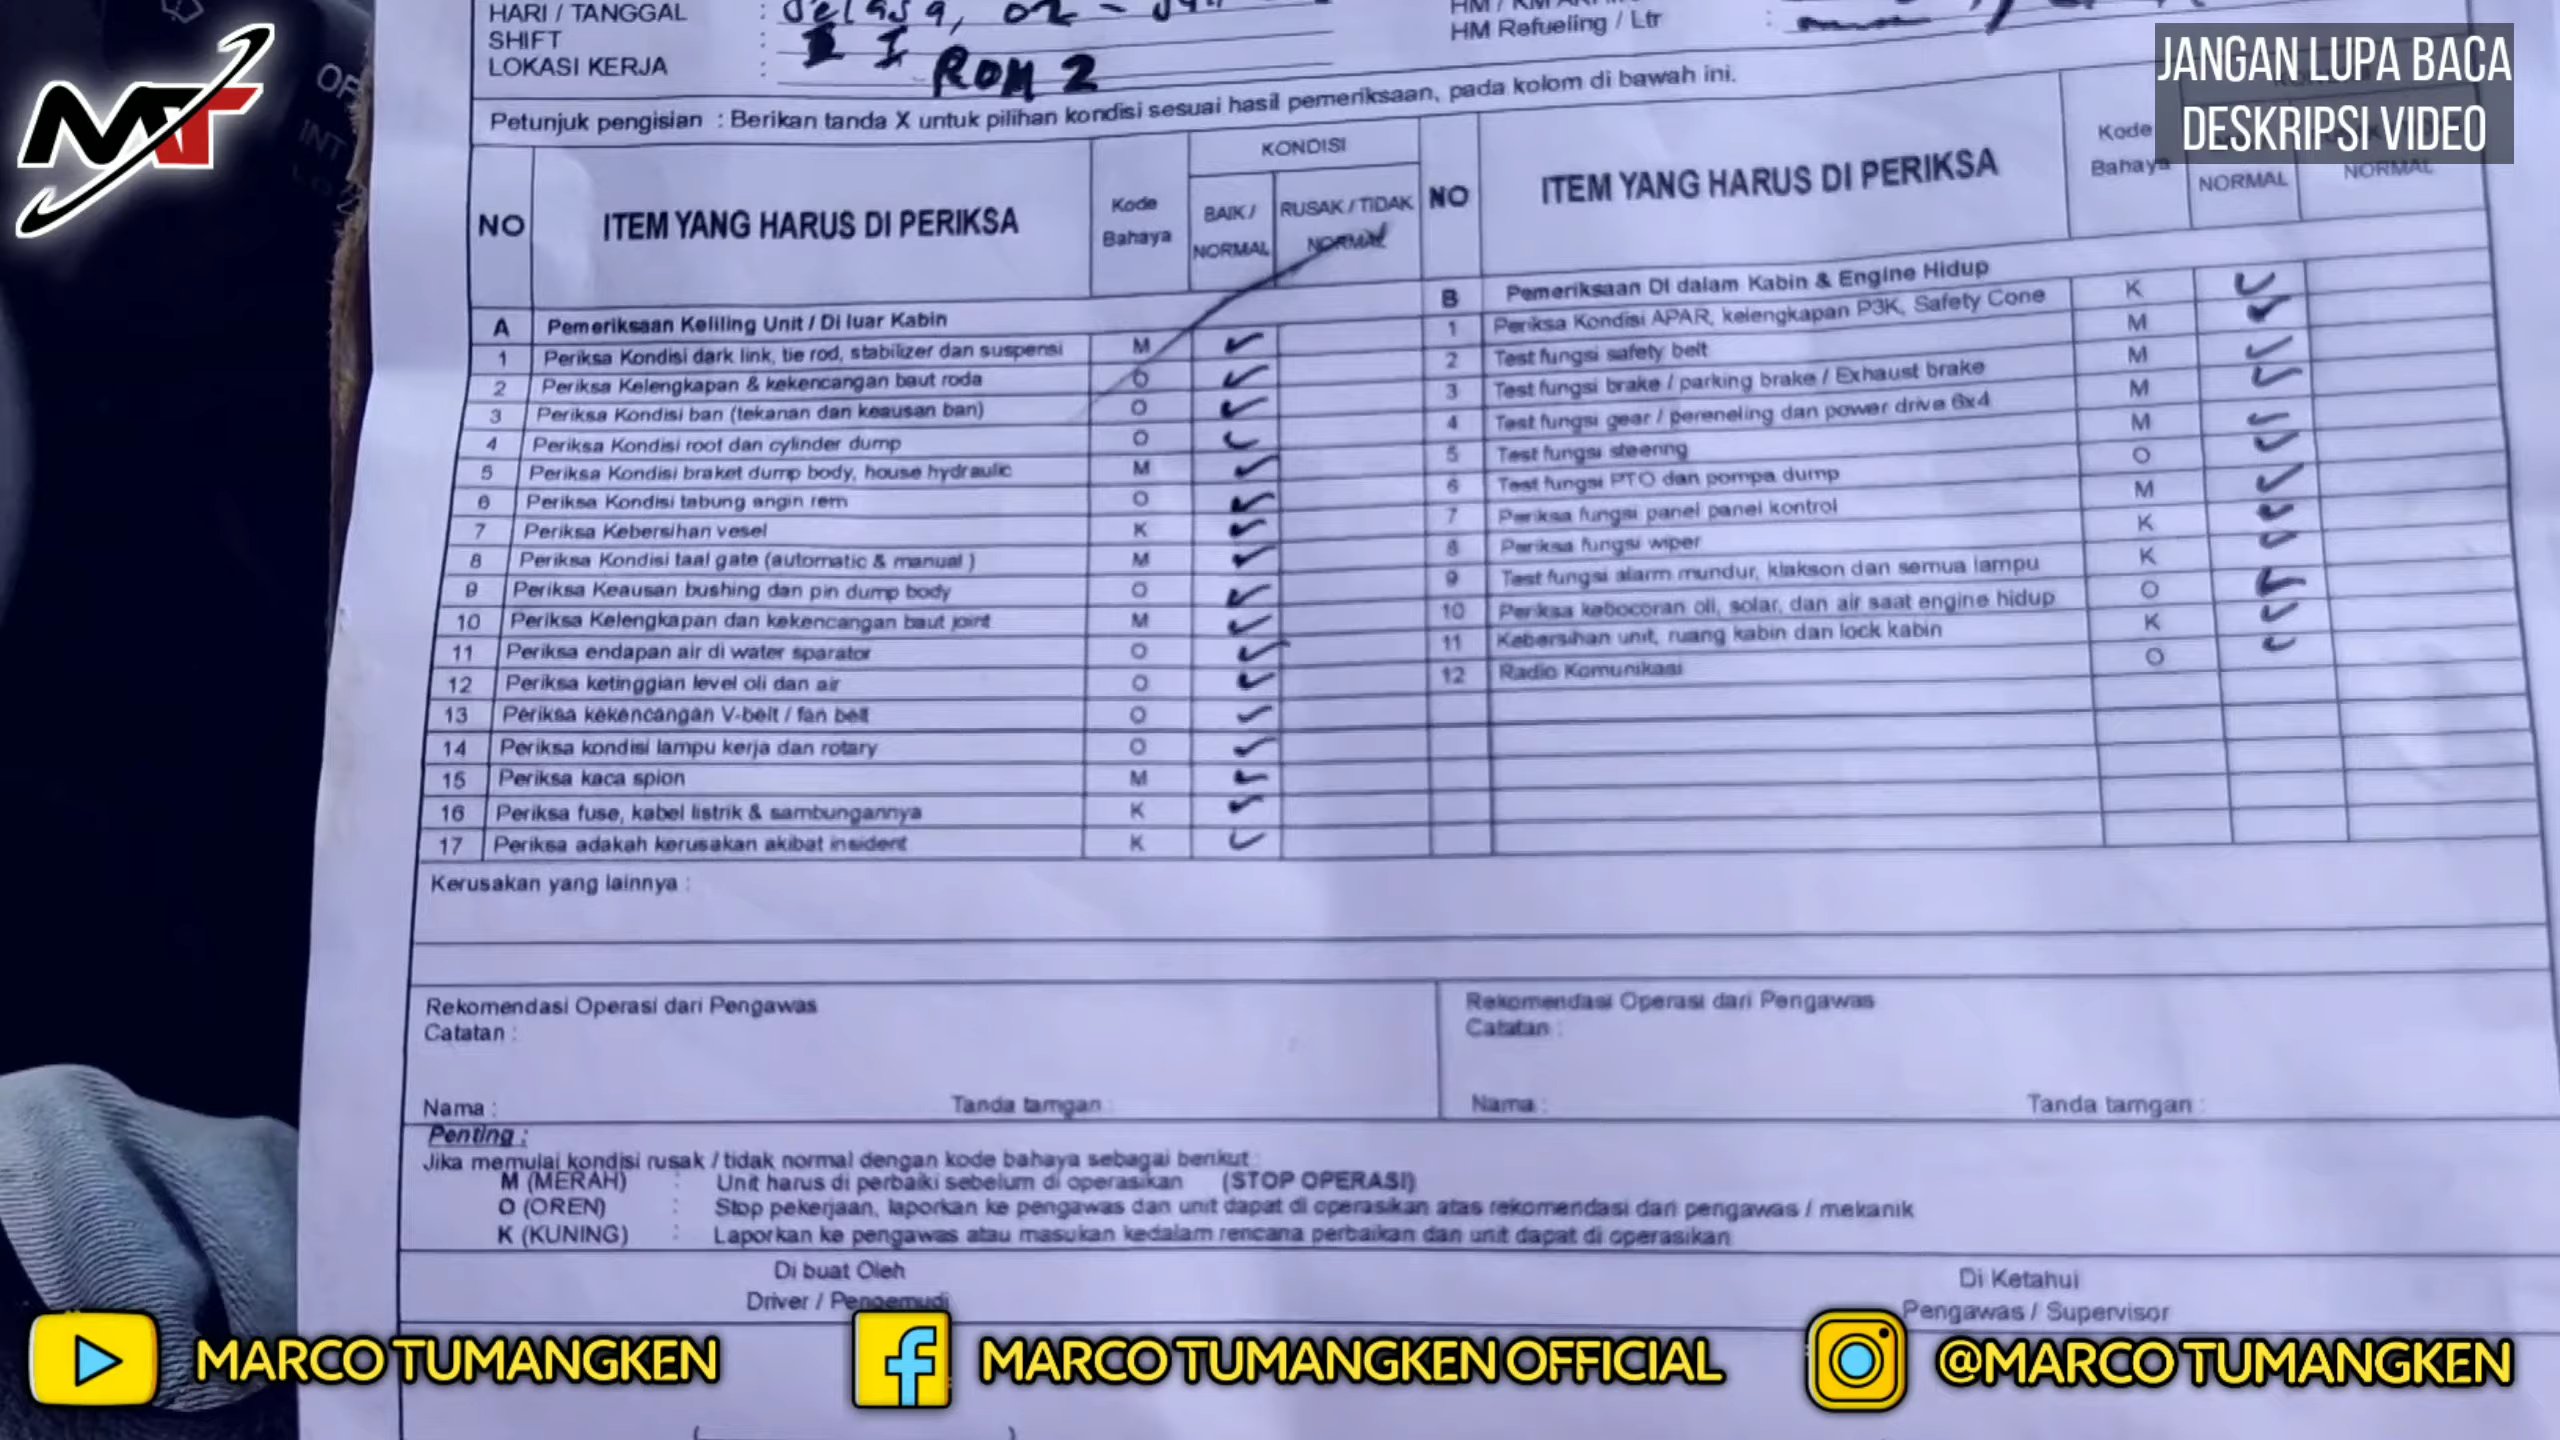 HARI / TANGGAL : Selasa, 02 -
SHIFT : I
LOKASI KERJA : ROM 2
HM Refueling / Ltr :
JANGAN LUPA BACA
DESKRIPSI VIDEO
MT
Petunjuk pengisian : Berikan tanda X untuk pilihan kondisi sesuai hasil pemeriksaan, pada kolom di bawah ini.
NO ITEM YANG HARUS DI PERIKSA Kode Bahaya KONDISI BAIK / NORMAL RUSAK / TIDAK NORMAL
A Pemeriksaan Keliling Unit / Di luar Kabin
1 Periksa Kondisi dark link, tie rod, stabilizer dan suspensi M ✓
2 Periksa Kelengkapan & kekencangan baut roda O ✓
3 Periksa Kondisi ban (tekanan dan keausan ban) O ✓
4 Periksa Kondisi root dan cylinder dump O ✓
5 Periksa Kondisi braket dump body, house hydraulic M ✓
6 Periksa Kondisi tabung angin rem O ✓
7 Periksa Kebersihan vesel K ✓
8 Periksa Kondisi taal gate (automatic & manual ) M ✓
9 Periksa Keausan bushing dan pin dump body O ✓
10 Periksa Kelengkapan dan kekencangan baut joint M ✓
11 Periksa endapan air di water sparator O ✓
12 Periksa ketinggian level oli dan air O ✓
13 Periksa kekencangan V-belt / fan belt O ✓
14 Periksa kondisi lampu kerja dan rotary O ✓
15 Periksa kaca spion M ✓
16 Periksa fuse, kabel listrik & sambungannya K ✓
17 Periksa adakah kerusakan akibat insident K ✓
NO ITEM YANG HARUS DI PERIKSA Kode Bahaya NORMAL NORMAL
B Pemeriksaan DI dalam Kabin & Engine Hidup
1 Periksa Kondisi APAR, kelengkapan P3K, Safety Cone K ✓
2 Test fungsi safety belt M ✓
3 Test fungsi brake / parking brake / Exhaust brake M ✓
4 Test fungsi gear / pereneling dan power drive 6x4 M ✓
5 Test fungsi steering M ✓
6 Test fungsi PTO dan pompa dump O ✓
7 Periksa fungsi panel panel kontrol M ✓
8 Periksa fungsi wiper K ✓
9 Test fungsi alarm mundur, klakson dan semua lampu K ✓
10 Periksa kebocoran oli, solar, dan air saat engine hidup O ✓
11 Kebersihan unit, ruang kabin dan lock kabin K ✓
12 Radio Komunikasi O ✓
Kerusakan yang lainnya :
Rekomendasi Operasi dari Pengawas
Catatan :
Nama : Tanda tamgan :
Rekomendasi Operasi dari Pengawas
Catatan :
Nama : Tanda tamgan :
Penting :
Jika memulai kondisi rusak / tidak normal dengan kode bahaya sebagai berikut :
M (MERAH) : Unit harus di perbaiki sebelum di operasikan (STOP OPERASI)
O (OREN) : Stop pekerjaan, laporkan ke pengawas dan unit dapat di operasikan atas rekomendasi dari pengawas / mekanik
K (KUNING) : Laporkan ke pengawas atau masukan kedalam rencana perbaikan dan unit dapat di operasikan
Di buat Oleh
Driver / Pengemudi
Di Ketahui
Pengawas / Supervisor
MARCO TUMANGKEN
MARCO TUMANGKEN OFFICIAL
@MARCO TUMANGKEN